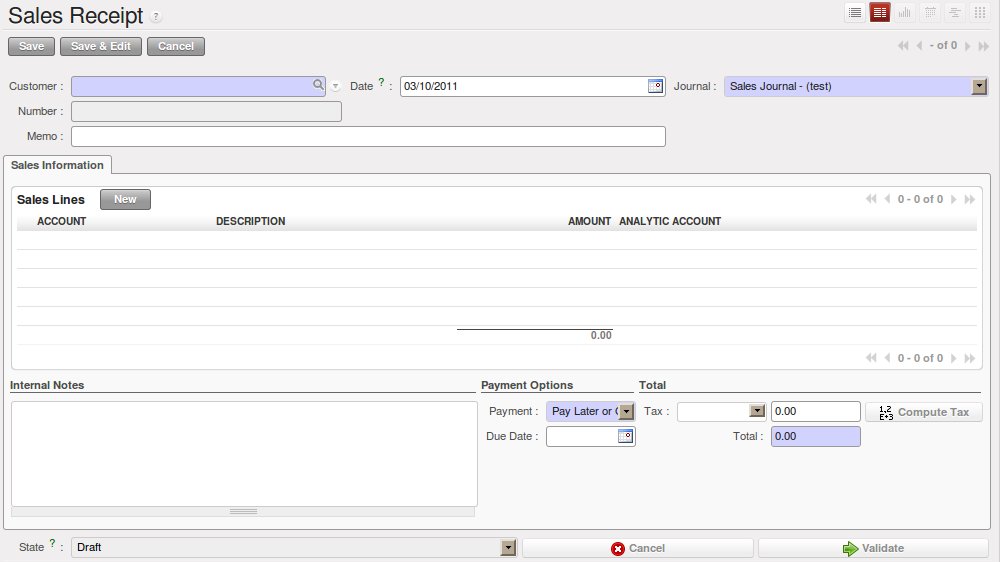 Sales Receipt ?
Save Save & Edit Cancel - of 0
Customer : Date ? : 03/10/2011 Journal : Sales Journal - (test)
Number :
Memo :
Sales Information
Sales Lines New 0 - 0 of 0
ACCOUNT DESCRIPTION AMOUNT ANALYTIC ACCOUNT
0.00
0 - 0 of 0
Internal Notes Payment Options Total
Payment : Pay Later or Tax : 0.00 1,2 E+3 Compute Tax
Due Date : Total : 0.00
State ? : Draft Cancel Validate